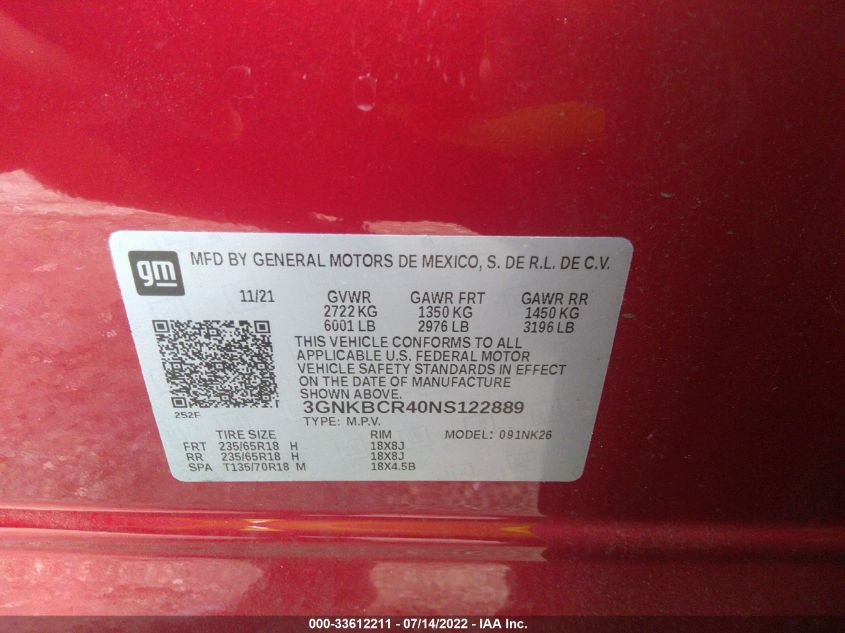 gm MFD BY GENERAL MOTORS DE MEXICO, S. DE R.L. DE C.V.
11/21 GVWR GAWR FRT GAWR RR
2722 KG 1350 KG 1450 KG
6001 LB 2976 LB 3196 LB
THIS VEHICLE CONFORMS TO ALL
APPLICABLE U.S. FEDERAL MOTOR
VEHICLE SAFETY STANDARDS IN EFFECT
ON THE DATE OF MANUFACTURE
SHOWN ABOVE.
252F 3GNKBCR40NS122889
TYPE: M.P.V.
TIRE SIZE RIM MODEL: 091NK26
FRT 235/65R18 H 18X8J
RR 235/65R18 H 18X8J
SPA T135/70R18 M 18X4.5B
000-33612211 - 07/14/2022 - IAA Inc.